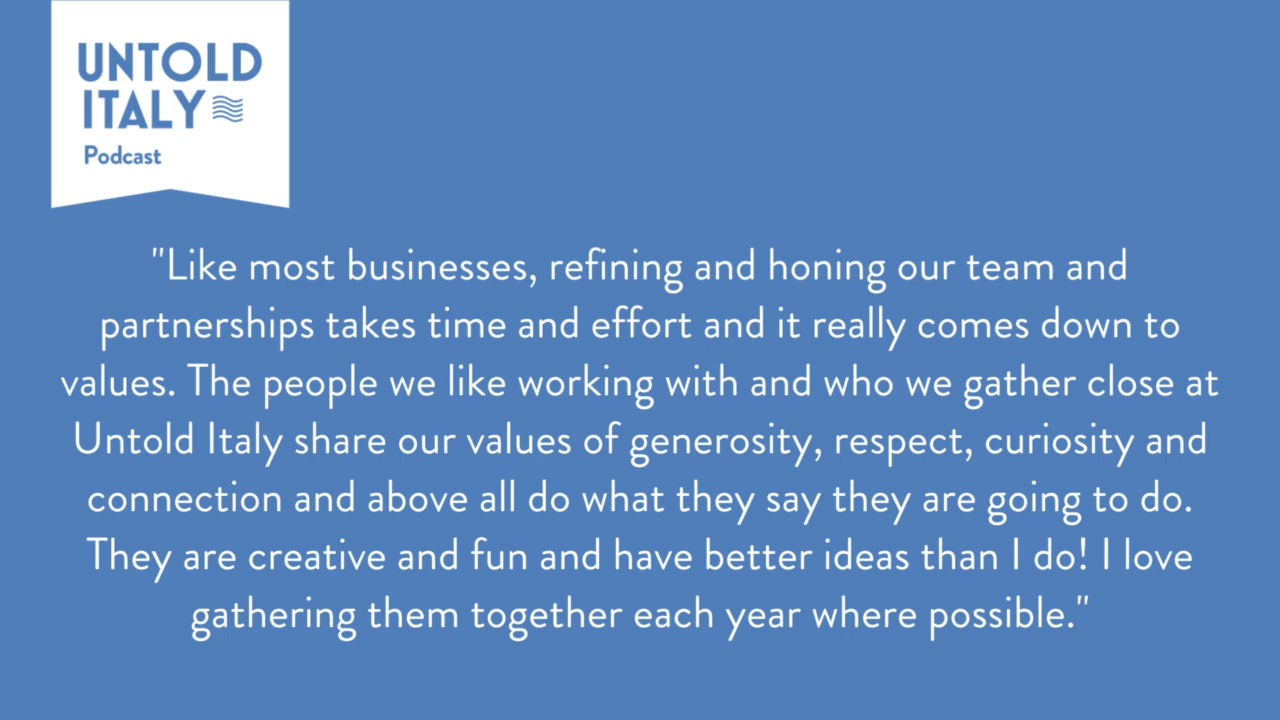 UNTOLD
ITALY
Podcast
"Like most businesses, refining and honing our team and
partnerships takes time and effort and it really comes down to
values. The people we like working with and who we gather close at
Untold Italy share our values of generosity, respect, curiosity and
connection and above all do what they say they are going to do.
They are creative and fun and have better ideas than I do! I love
gathering them together each year where possible."